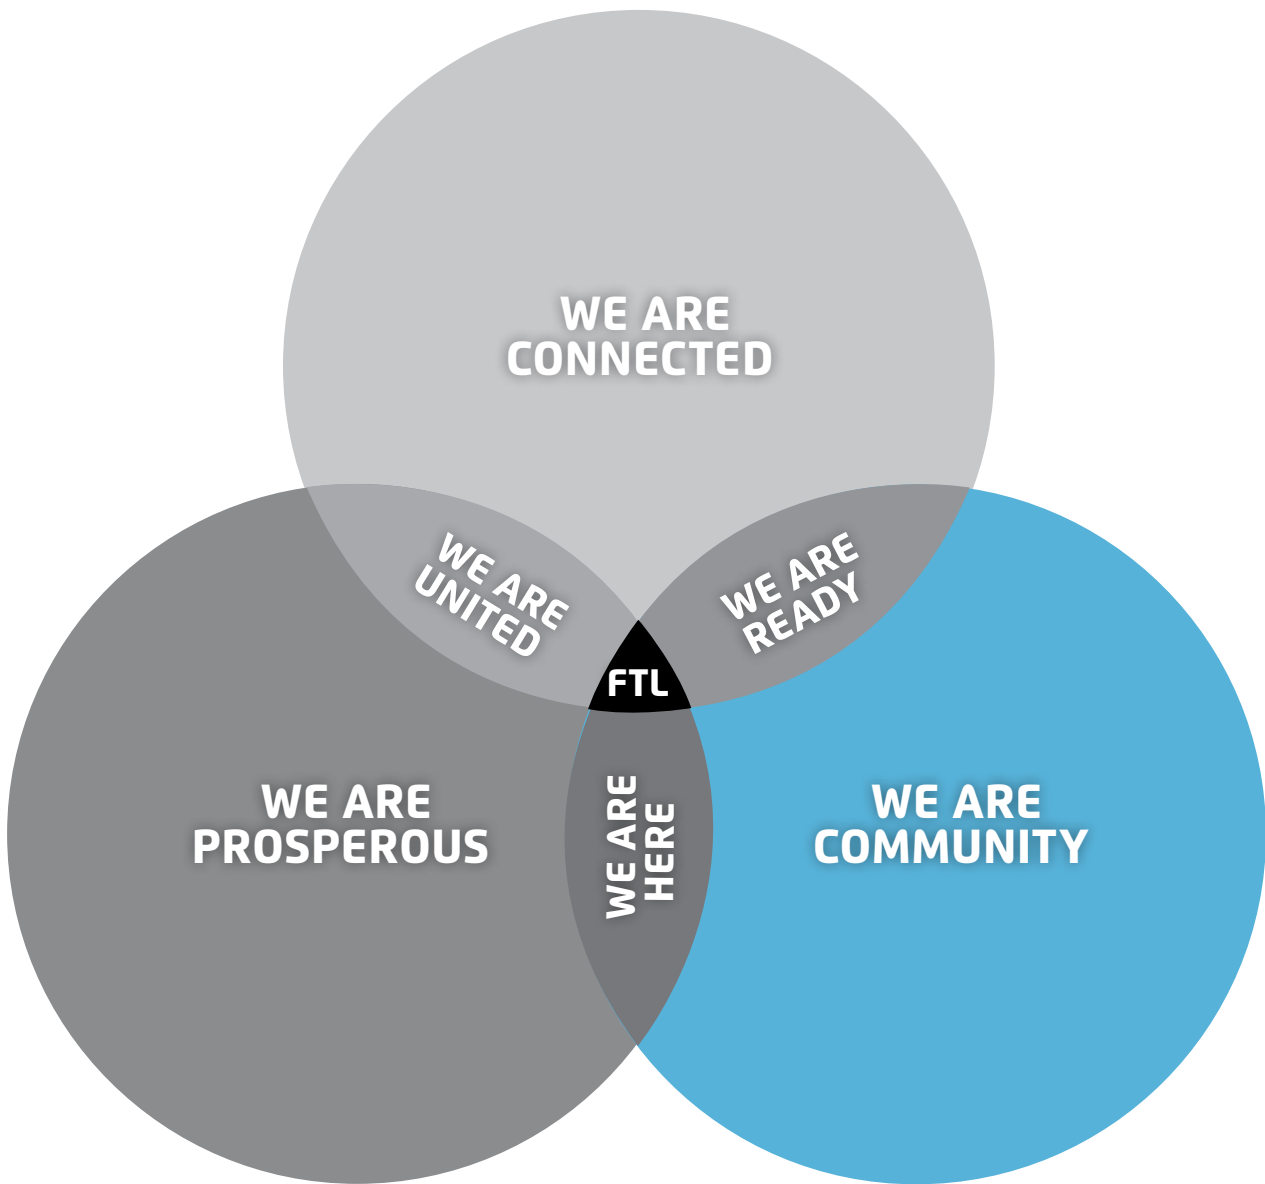 WE ARE
CONNECTED
WE ARE
UNITED
WE ARE
READY
FTL
WE ARE
PROSPEROUS
WE ARE
HERE
WE ARE
COMMUNITY